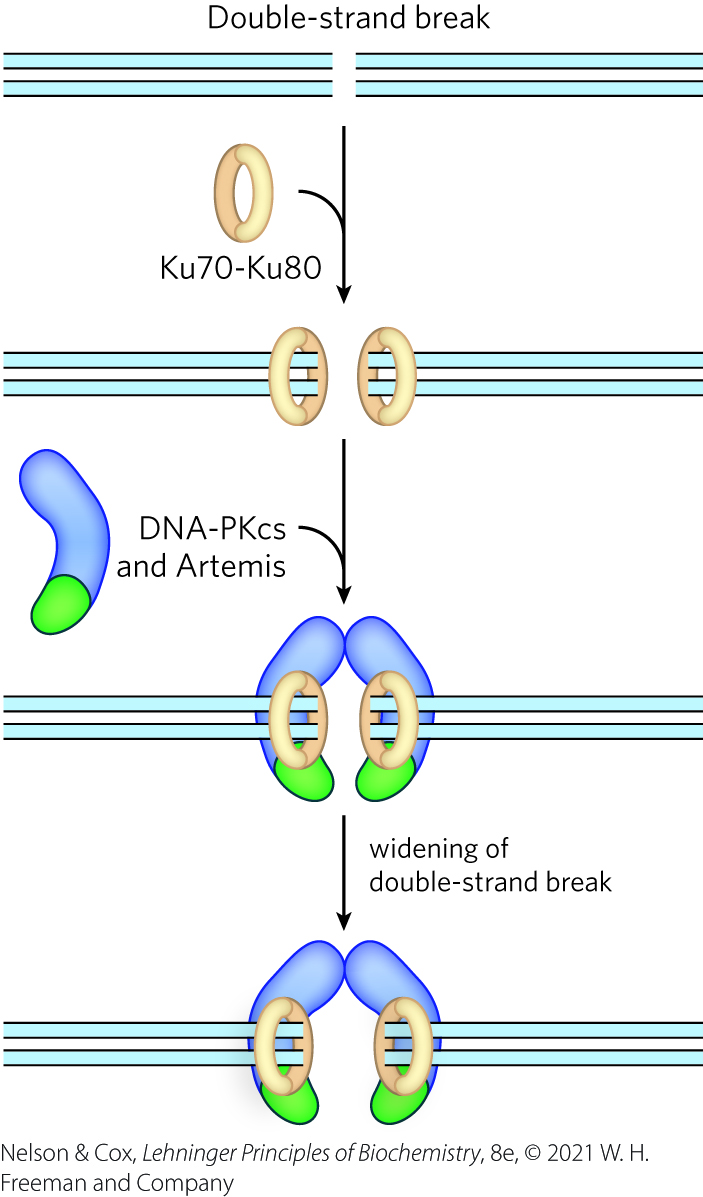 Double-strand break
Ku70-Ku80
DNA-PKcs
and Artemis
widening of
double-strand break
Nelson & Cox, Lehninger Principles of Biochemistry, 8e, © 2021 W. H.
Freeman and Company